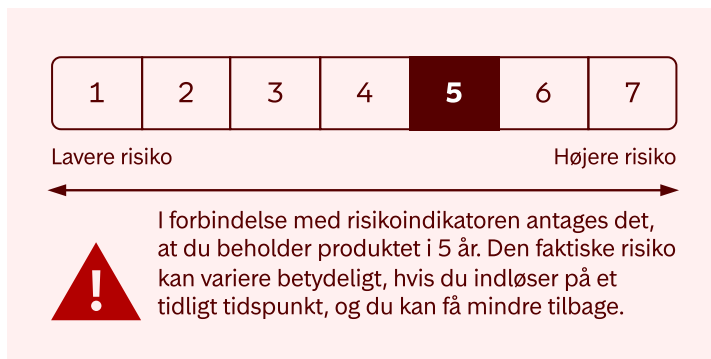 1 2 3 4 5 6 7
Lavere risiko Højere risiko
I forbindelse med risikoindikatoren antages det,
at du beholder produktet i 5 år. Den faktiske risiko
kan variere betydeligt, hvis du indløser på et
tidligt tidspunkt, og du kan få mindre tilbage.
!